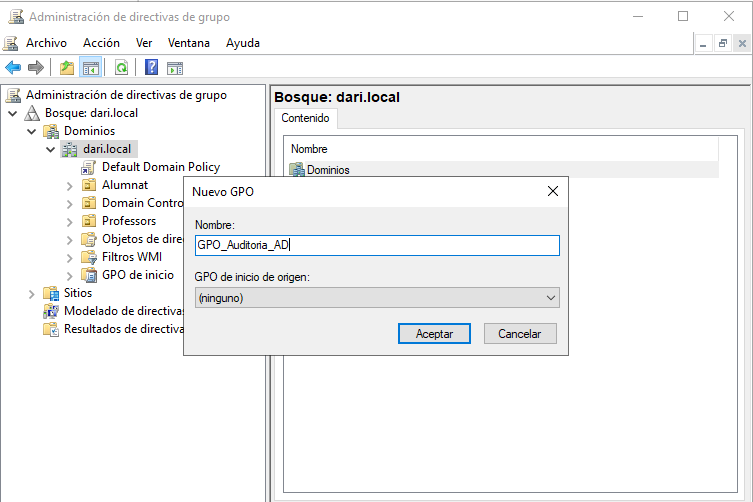 Administración de directivas de grupo
Archivo Acción Ver Ventana Ayuda
Administración de directivas de grupo
Bosque: dari.local
Dominios
dari.local
Default Domain Policy
Alumnat
Domain Contro
Professors
Objetos de dire
Filtros WMI
GPO de inicio
Sitios
Modelado de directivas
Resultados de directiva
Bosque: dari.local
Contenido
Nombre
Dominios
Nuevo GPO
Nombre:
GPO_Auditoria_AD
GPO de inicio de origen:
(ninguno)
Aceptar Cancelar